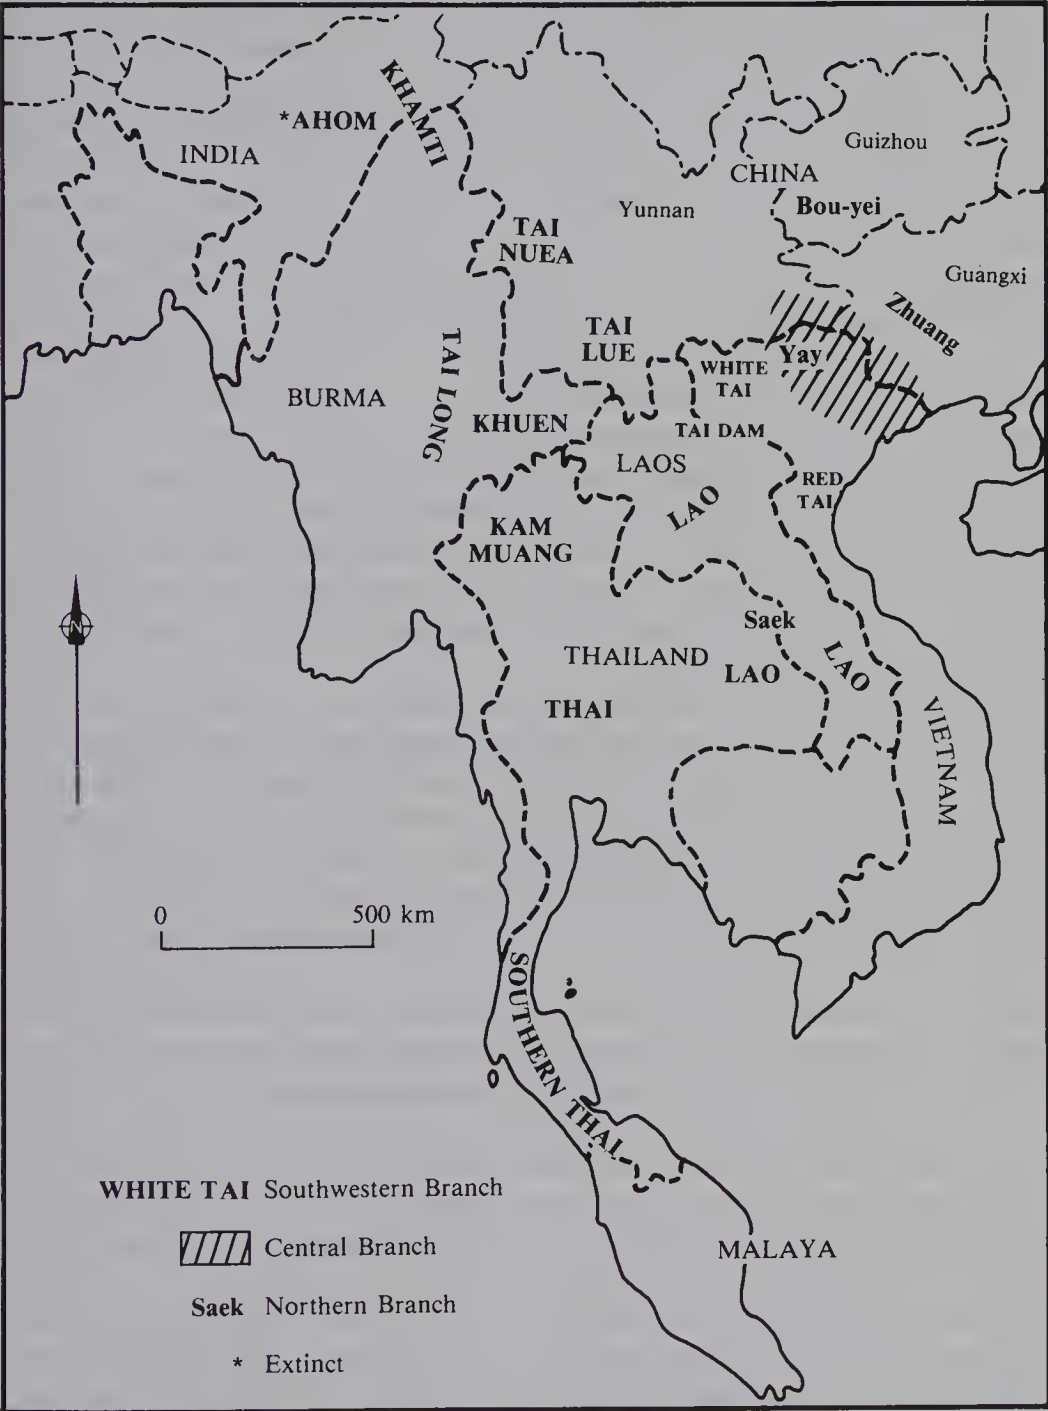 KHAMTI
*AHOM
INDIA
Guizhou
CHINA
Bou-yei
Yunnan
TAI
NUEA
Guangxi
Zhuang
TAI
LUE
Yay
WHITE
TAI
TAI LONG
BURMA
KHUEN
TAI DAM
LAOS
RED
TAI
LAO
KAM
MUANG
N
Saek
THAILAND
LAO
LAO
THAI
VIETNAM
0 500 km
SOUTHERN THAI
WHITE TAI Southwestern Branch
Central Branch
MALAYA
Saek Northern Branch
* Extinct